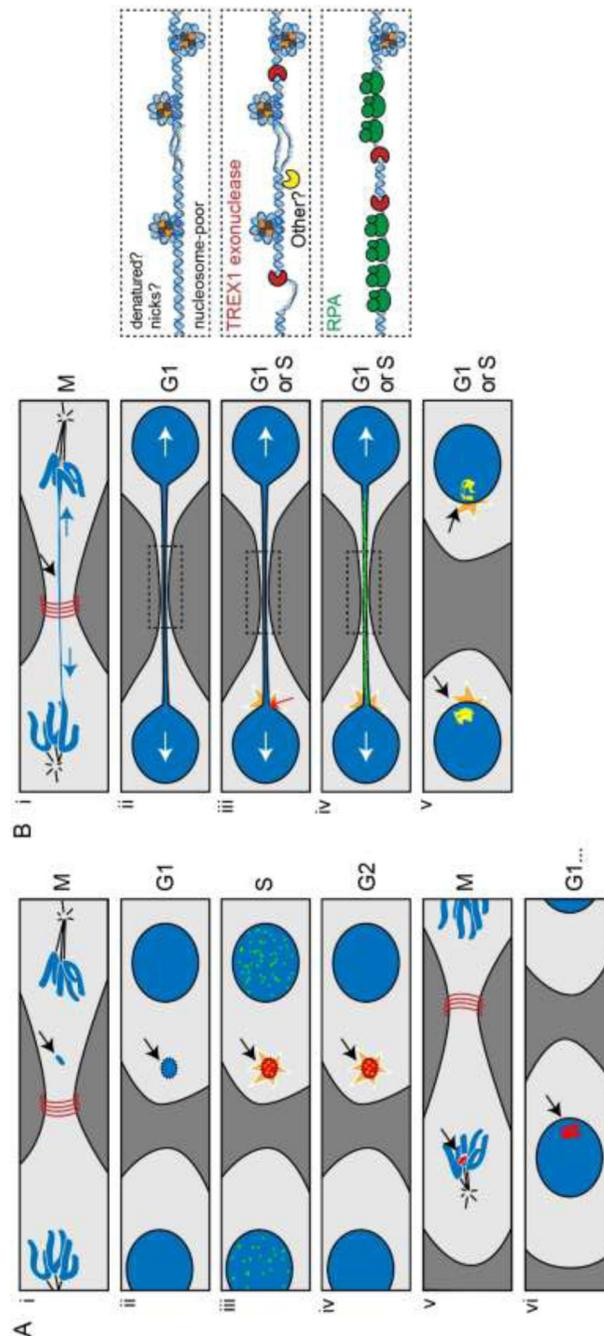 A
i
M
ii
G1
iii
S
iv
G2
v
M
vi
G1...
B
i
M
ii
G1
iii
G1
or S
iv
G1
or S
v
G1
or S
denatured?
nicks?
nucleosome-poor
TREX1 exonuclease
Other?
RPA